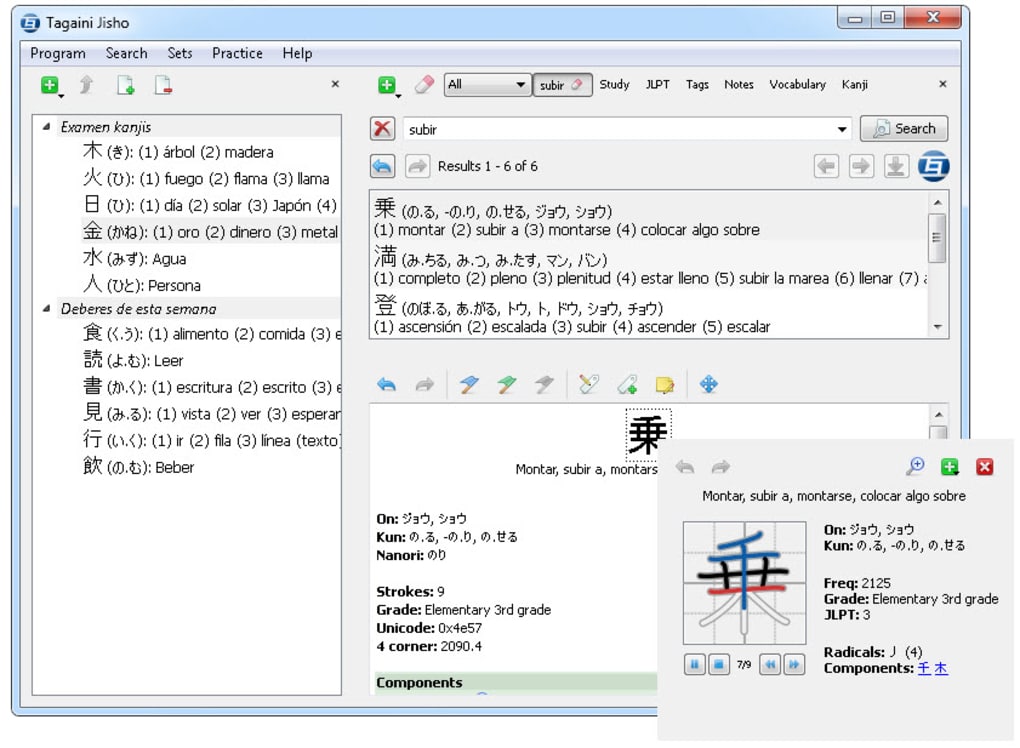 Tagaini Jisho
Program Search Sets Practice Help
All subir Study JLPT Tags Notes Vocabulary Kanji
subir Search
Results 1 - 6 of 6
Examen kanjis
木 (き): (1) árbol (2) madera
火 (ひ): (1) fuego (2) flama (3) llama
日 (ひ): (1) día (2) solar (3) Japón (4)
金 (かね): (1) oro (2) dinero (3) metal
水 (みず): Agua
人 (ひと): Persona
Deberes de esta semana
食 (く.う): (1) alimento (2) comida (3) e
読 (よ.む): Leer
書 (か.く): (1) escritura (2) escrito (3) e
見 (み.る): (1) vista (2) ver (3) esperar
行 (い.く): (1) ir (2) fila (3) línea (texto)
飲 (の.む): Beber
乗 (の.る, -の.り, の.せる, ジョウ, ショウ)
(1) montar (2) subir a (3) montarse (4) colocar algo sobre
満 (み.ちる, み.つ, み.たす, マン, バン)
(1) completo (2) pleno (3) plenitud (4) estar lleno (5) subir la marea (6) llenar (7)
登 (のぼ.る, あ.がる, トウ, ト, ドウ, ショウ, チョウ)
(1) ascensión (2) escalada (3) subir (4) ascender (5) escalar
乗
Montar, subir a, montars
On: ジョウ, ショウ
Kun: の.る, -の.り, の.せる
Nanori: のり
Strokes: 9
Grade: Elementary 3rd grade
Unicode: 0x4e57
4 corner: 2090.4
Components
Montar, subir a, montarse, colocar algo sobre
乗
On: ジョウ, ショウ
Kun: の.る, -の.り, の.せる
Freq: 2125
Grade: Elementary 3rd grade
JLPT: 3
Radicals: 丿 (4)
Components: 千 木
7/9